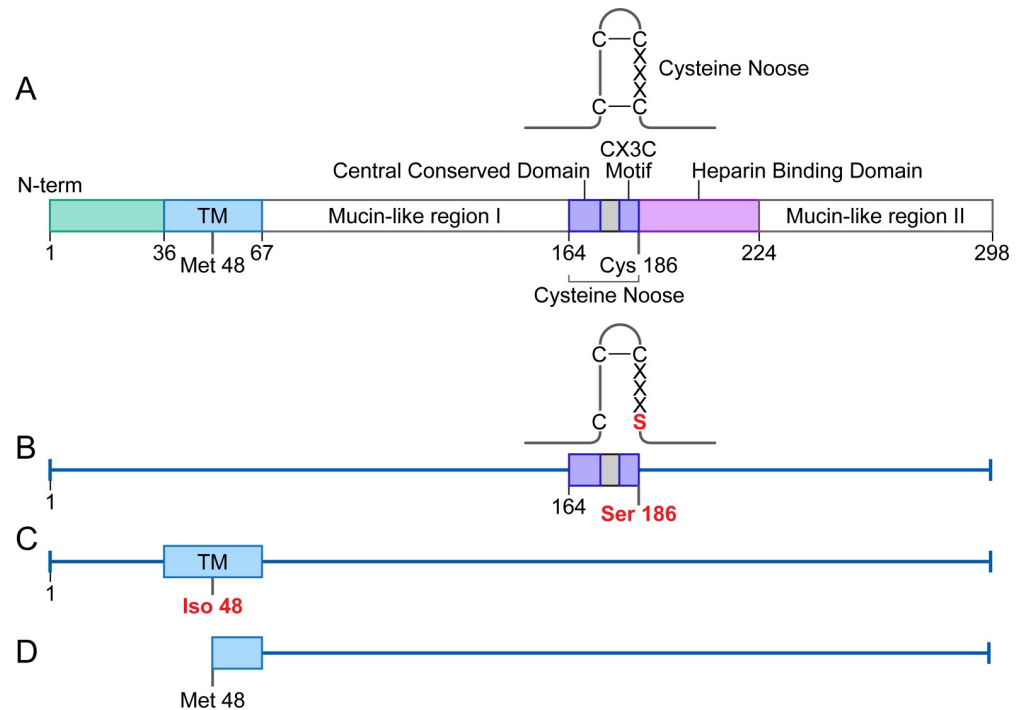 A
C C
X
X
X
C C
Cysteine Noose
CX3C
Central Conserved Domain Motif Heparin Binding Domain
N-term
TM Mucin-like region I Mucin-like region II
1 36 67 164 224 298
Met 48 Cys 186
Cysteine Noose
C C
X
X
X
C S
B
1 164
Ser 186
C
TM
1
Iso 48
D
Met 48